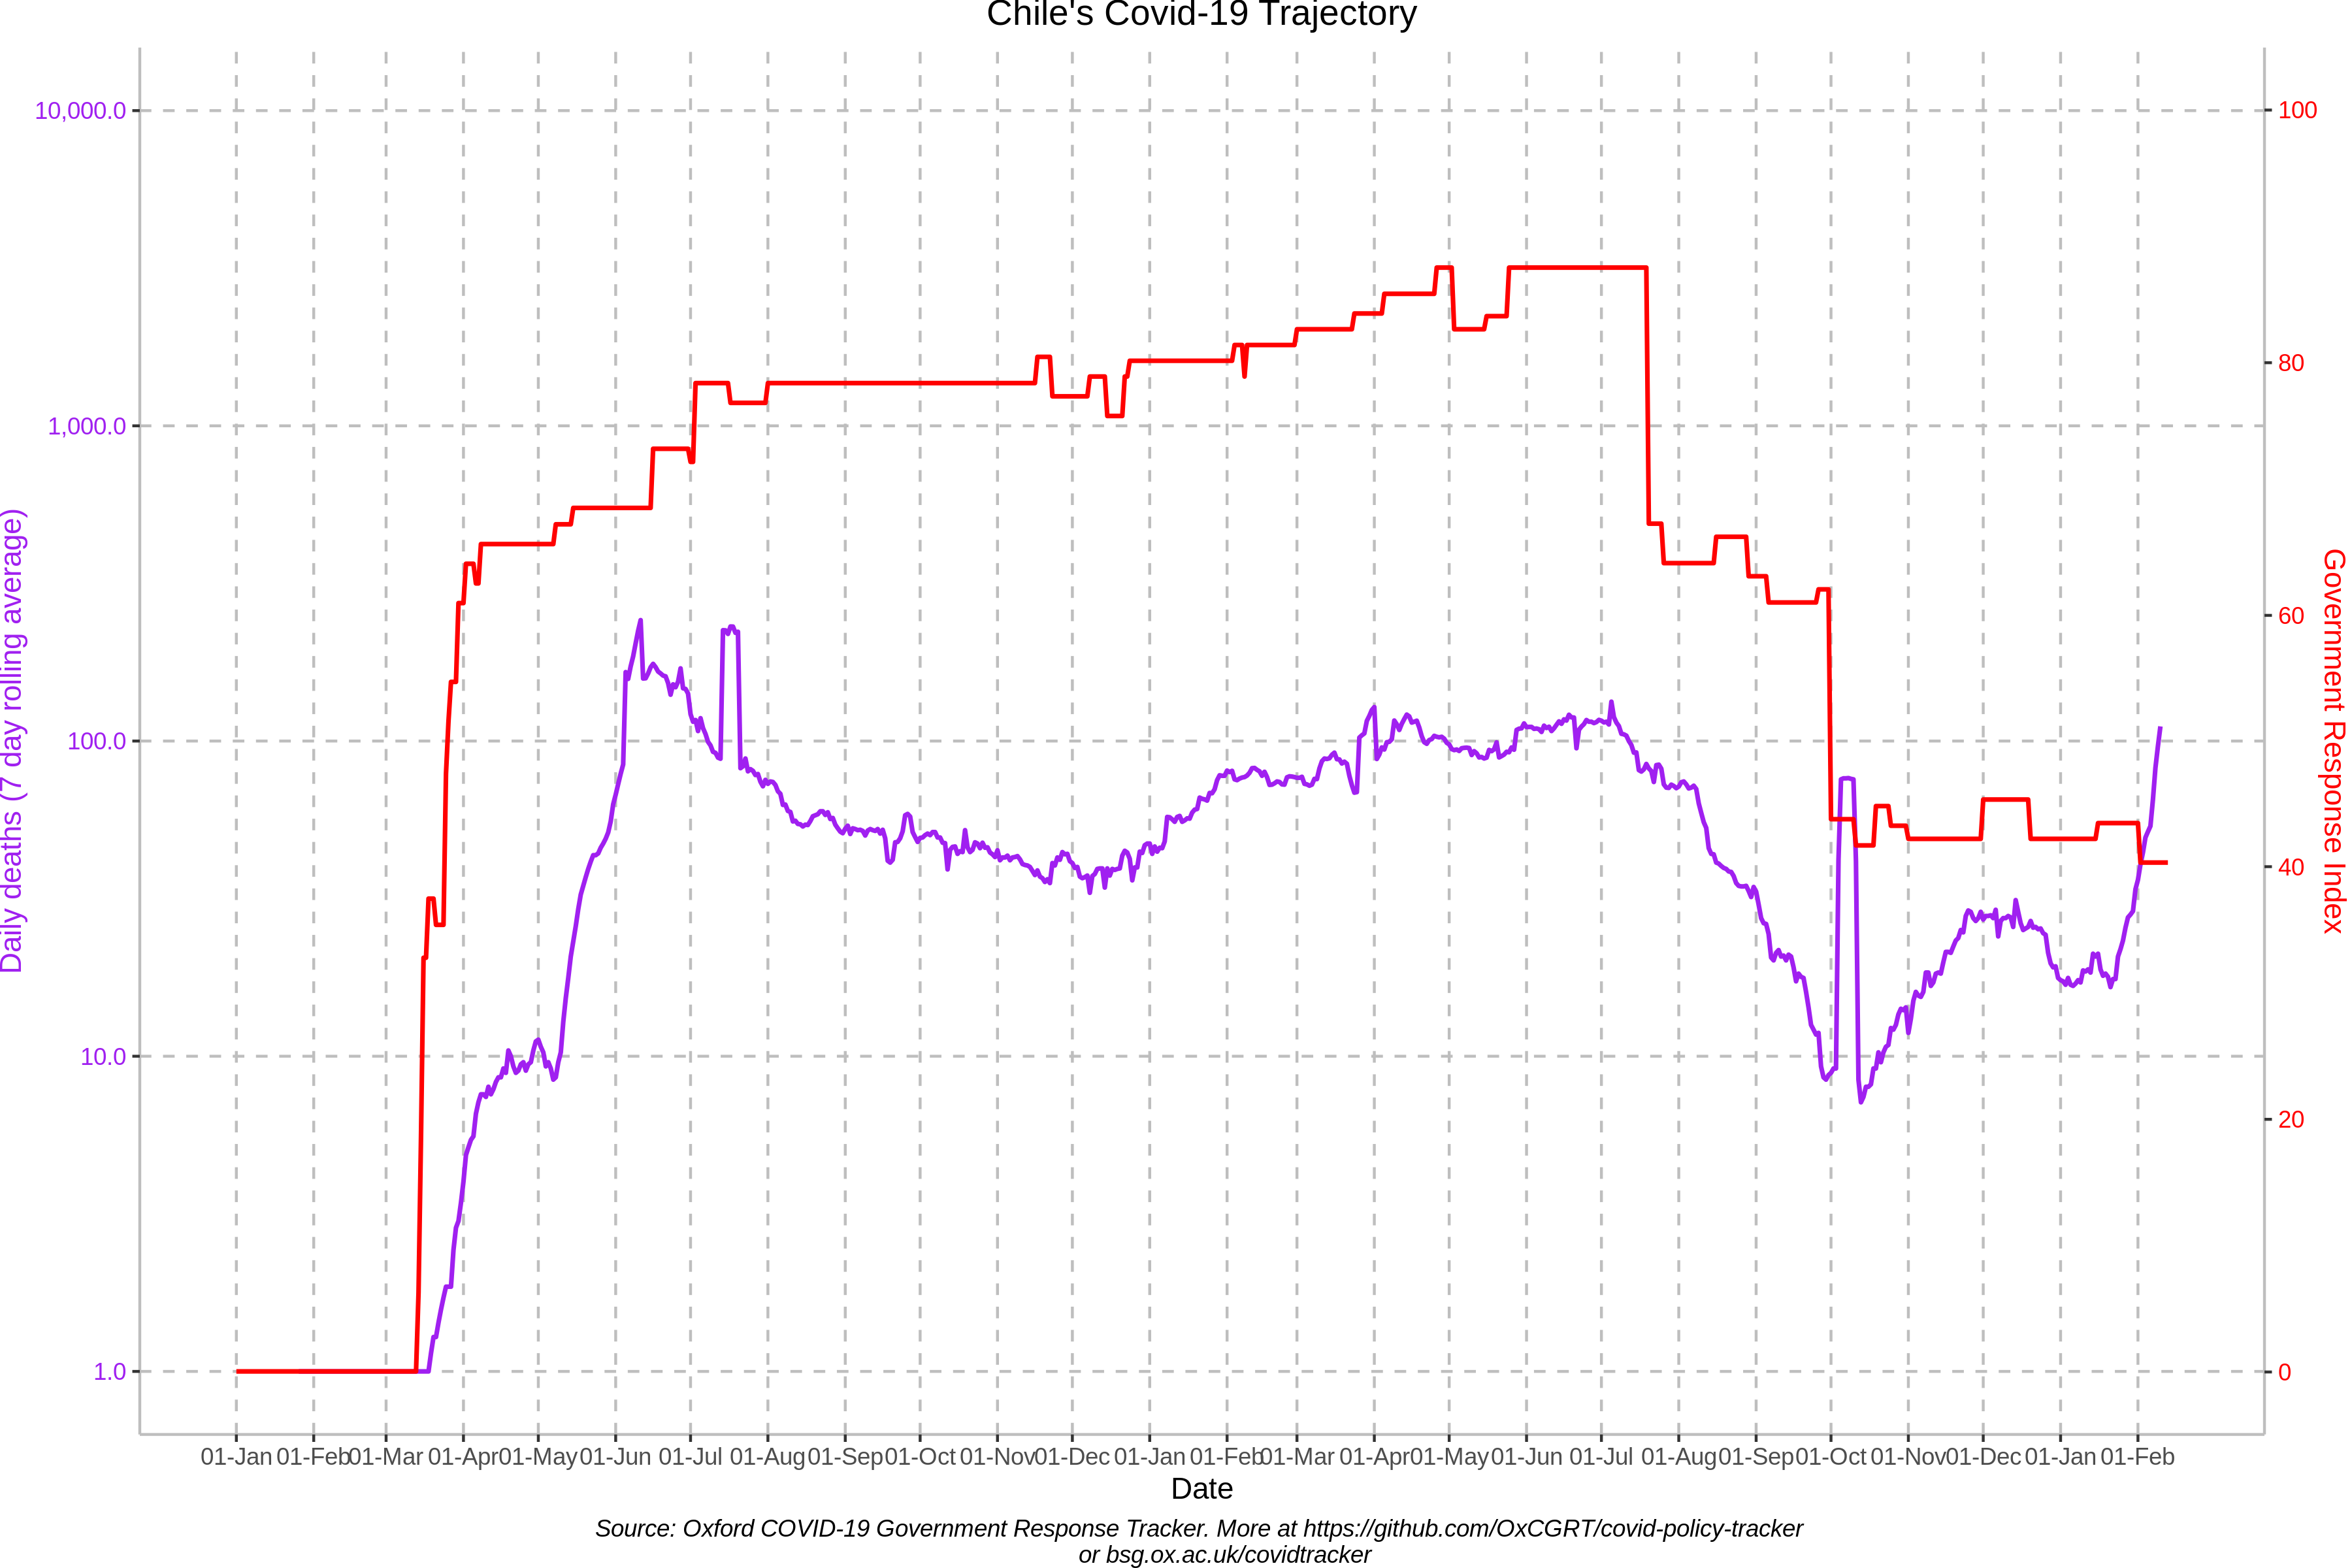 Chile's Covid-19 Trajectory
10,000.0
1,000.0
100.0
10.0
1.0
Daily deaths (7 day rolling average)
100
80
60
40
20
0
Government Response Index
01-Jan 01-Feb 01-Mar 01-Apr 01-May 01-Jun 01-Jul 01-Aug 01-Sep 01-Oct 01-Nov 01-Dec 01-Jan 01-Feb 01-Mar 01-Apr 01-May 01-Jun 01-Jul 01-Aug 01-Sep 01-Oct 01-Nov 01-Dec 01-Jan 01-Feb
Date
Source: Oxford COVID-19 Government Response Tracker. More at https://github.com/OxCGRT/covid-policy-tracker
or bsg.ox.ac.uk/covidtracker